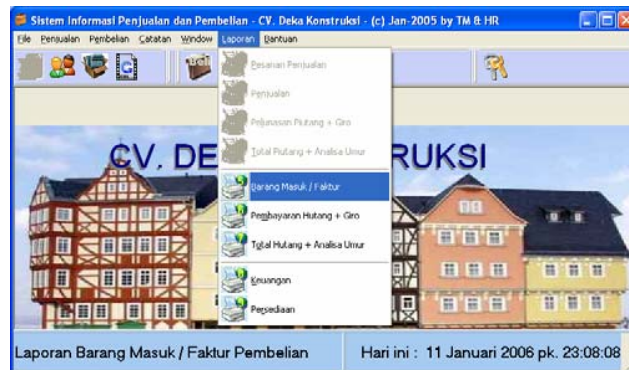 Sistem Informasi Penjualan dan Pembelian - CV. Deka Konstruksi - (c) Jan-2005 by TM & HR
File Penjualan Pembelian Catatan Window Laporan Bantuan
Beli
Pesanan Penjualan
Penjualan
Pelunasan Piutang + Giro
Total Piutang + Analisa Umur
CV. DE
RUKSI
Barang Masuk / Faktur
Pembayaran Hutang + Giro
Total Hutang + Analisa Umur
Keuangan
Persediaan
Laporan Barang Masuk / Faktur Pembelian
Hari ini : 11 Januari 2006 pk. 23:08:08